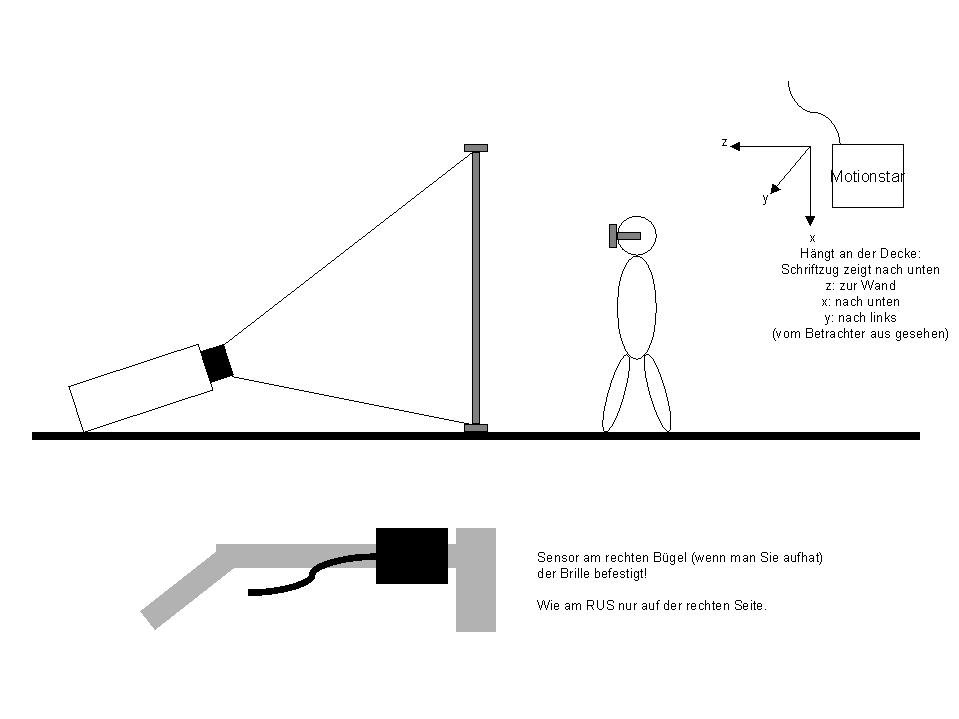 z
Motionstar
y
x
Hängt an der Decke:
Schriftzug zeigt nach unten
z: zur Wand
x: nach unten
y: nach links
(vom Betrachter aus gesehen)
Sensor am rechten Bügel (wenn man Sie aufhat)
der Brille befestigt!
Wie am RUS nur auf der rechten Seite.